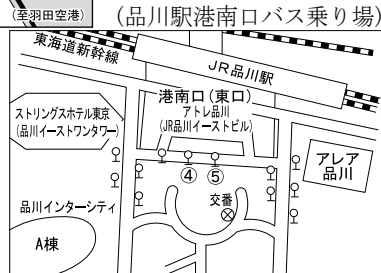 (至羽田空港)
(品川駅港南口バス乗り場)
東海道新幹線
JR品川駅
港南口(東口)
アトレ品川
(JR品川イーストビル)
ストリングスホテル東京
(品川イーストワンタワー)
④ ⑤
アレア
品川
交番
品川インターシティ
A棟